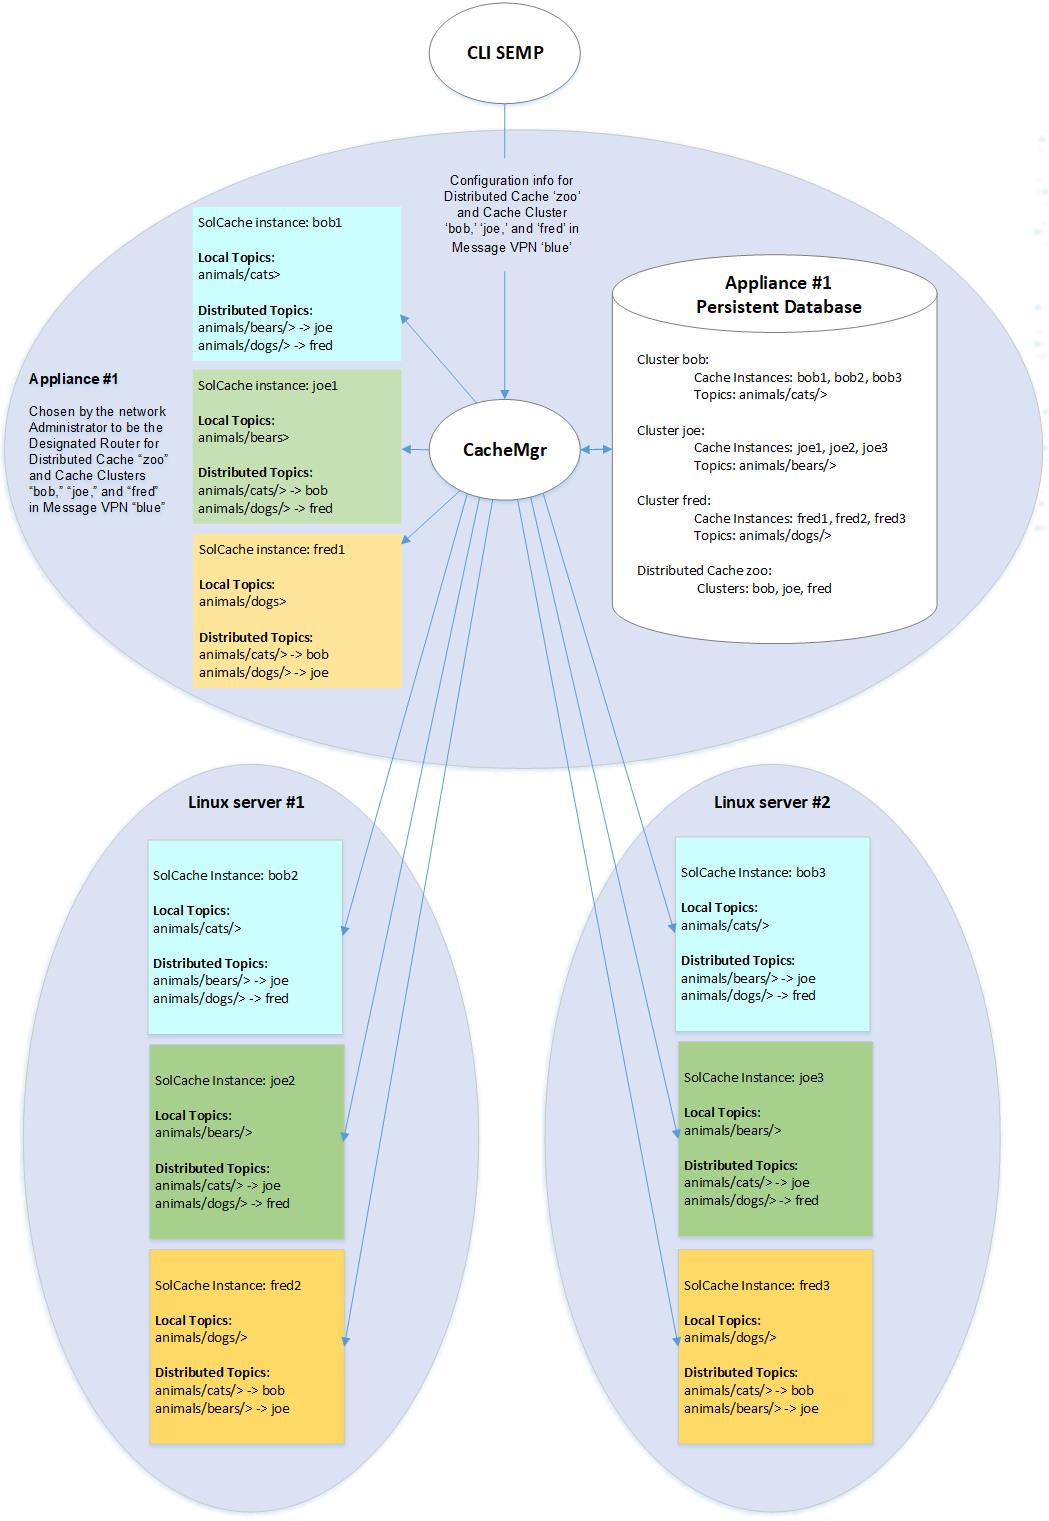 CLI SEMP
Configuration info for
Distributed Cache ‘zoo’
and Cache Cluster
‘bob,’ ‘joe,’ and ‘fred’ in
Message VPN ‘blue’
SolCache instance: bob1
Local Topics:
animals/cats>
Distributed Topics:
animals/bears/> -> joe
animals/dogs/> -> fred
Appliance #1
Chosen by the network
Administrator to be the
Designated Router for
Distributed Cache “zoo”
and Cache Clusters
“bob,” “joe,” and “fred”
in Message VPN “blue”
SolCache instance: joe1
Local Topics:
animals/bears>
Distributed Topics:
animals/cats/> -> bob
animals/dogs/> -> fred
SolCache instance: fred1
Local Topics:
animals/dogs>
Distributed Topics:
animals/cats/> -> bob
animals/dogs/> -> joe
CacheMgr
Appliance #1
Persistent Database
Cluster bob:
Cache Instances: bob1, bob2, bob3
Topics: animals/cats/>
Cluster joe:
Cache Instances: joe1, joe2, joe3
Topics: animals/bears/>
Cluster fred:
Cache Instances: fred1, fred2, fred3
Topics: animals/dogs/>
Distributed Cache zoo:
Clusters: bob, joe, fred
Linux server #1
SolCache Instance: bob2
Local Topics:
animals/cats/>
Distributed Topics:
animals/bears/> -> joe
animals/dogs/> -> fred
SolCache Instance: joe2
Local Topics:
animals/bears/>
Distributed Topics:
animals/cats/> -> joe
animals/dogs/> -> fred
SolCache Instance: fred2
Local Topics:
animals/dogs/>
Distributed Topics:
animals/cats/> -> bob
animals/bears/> -> joe
Linux server #2
SolCache Instance: bob3
Local Topics:
animals/cats/>
Distributed Topics:
animals/bears/> -> joe
animals/dogs/> -> fred
SolCache Instance: joe3
Local Topics:
animals/bears/>
Distributed Topics:
animals/cats/> -> joe
animals/dogs/> -> fred
SolCache Instance: fred3
Local Topics:
animals/dogs/>
Distributed Topics:
animals/cats/> -> bob
animals/bears/> -> joe